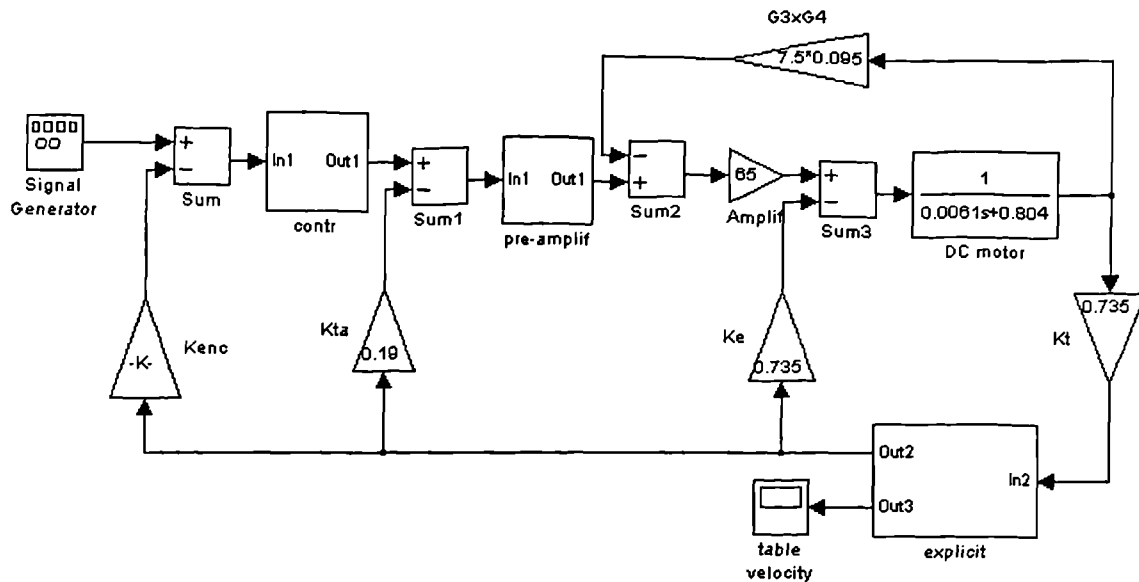 G3xG4
7.5*0.095
Signal
Generator
+
-
Sum
In1 Out1
contr
+
-
Sum1
In1 Out1
pre-amplif
-
+
Sum2
65
Amplif
+
-
Sum3
1
0.0061s+0.804
DC motor
-K-
Kenc
Kta
0.19
Ke
0.735
0.735
Kt
Out2
In2
Out3
explicit
table
velocity